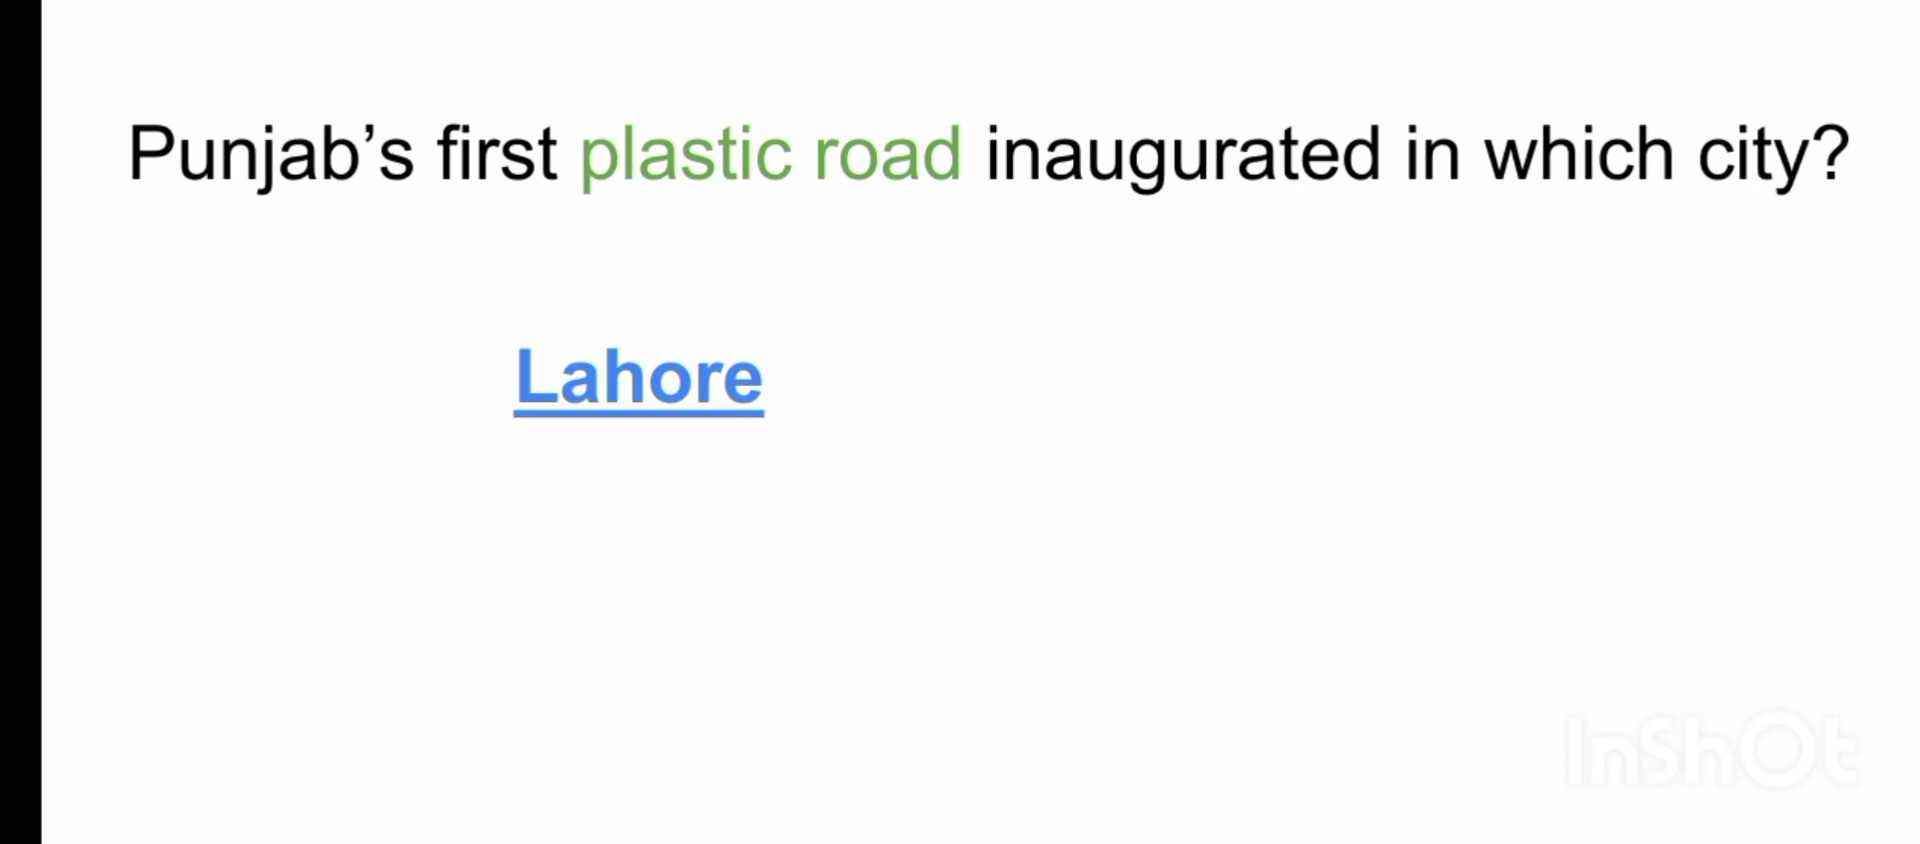 Punjab’s first plastic road inaugurated in which city?
Lahore
InShOt